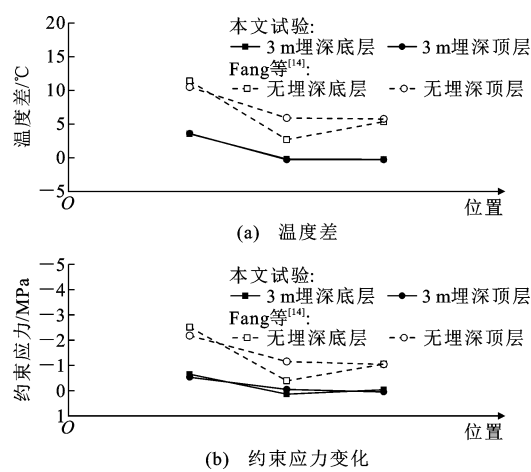 20
15
10
5
0
−5
温度差/℃
本文试验:
3 m埋深底层 3 m埋深顶层
Fang等[14]:
无埋深底层 无埋深顶层
O
位置
(a) 温度差
−5
−4
−3
−2
−1
0
1
约束应力/MPa
本文试验:
3 m埋深底层 3 m埋深顶层
Fang等[14]:
无埋深底层 无埋深顶层
O
位置
(b) 约束应力变化